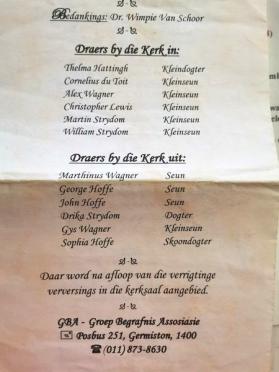 Bedankings: Dr. Wimpie Van Schoor
Draers by die Kerk in:
Thelma Hattingh Kleindogter
Cornelius du Toit Kleinseun
Alex Wagner Kleinseun
Christopher Lewis Kleinseun
Martin Strydom Kleinseun
William Strydom Kleinseun
Draers by die Kerk uit:
Marthinus Wagner Seun
George Hoffe Seun
John Hoffe Seun
Drika Strydom Dogter
Gys Wagner Kleinseun
Sophia Hoffe Skoondogter
Daar word na afloop van die verrigtinge
verversings in die kerksaal aangebied.
GBA - Groep Begrafnis Assosiasie
Posbus 251, Germiston, 1400
(011) 873-8630